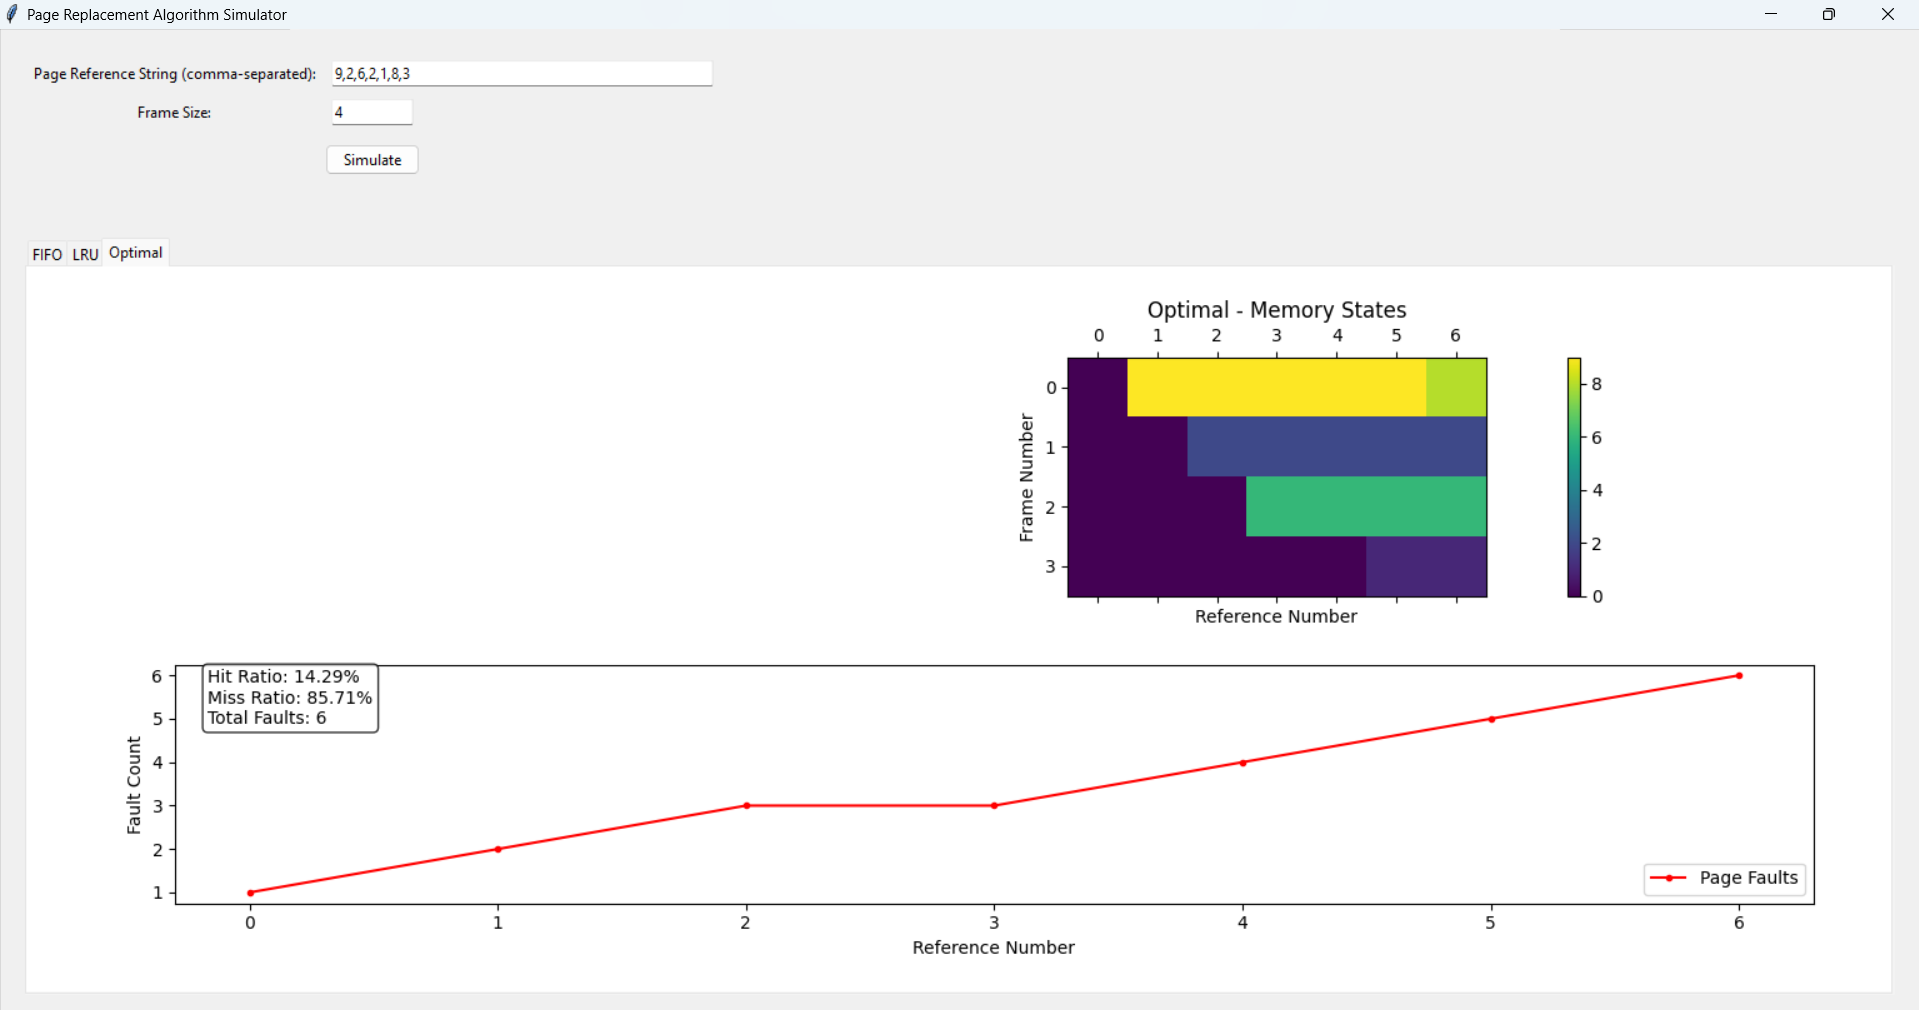 Page Replacement Algorithm Simulator
Page Reference String (comma-separated): 9,2,6,2,1,8,3
Frame Size: 4
Simulate
FIFO LRU Optimal
Optimal - Memory States
0 1 2 3 4 5 6
Frame Number
0
1
2
3
Reference Number
8
6
4
2
0
Hit Ratio: 14.29%
Miss Ratio: 85.71%
Total Faults: 6
Fault Count
6
5
4
3
2
1
Page Faults
0 1 2 3 4 5 6
Reference Number